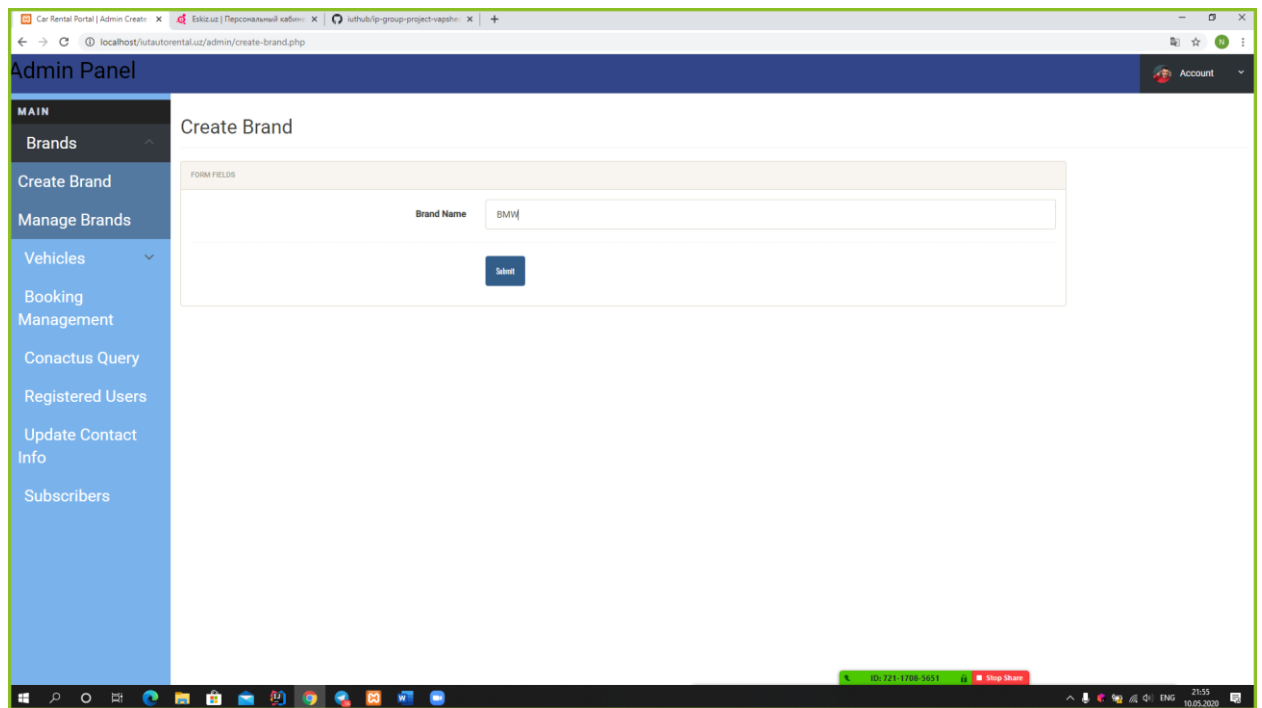 Car Rental Portal | Admin Create
Eskiz.uz | Персональный кабине
iuthub/ip-group-project-vapshe
localhost/iutautorental.uz/admin/create-brand.php
N
Admin Panel
Account
MAIN
Brands
Create Brand
Manage Brands
Vehicles
Booking
Management
Conactus Query
Registered Users
Update Contact
Info
Subscribers
Create Brand
FORM FIELDS
Brand Name
BMW
Submit
ID: 721-1708-5651
Stop Share
ENG
21:55
10.05.2020